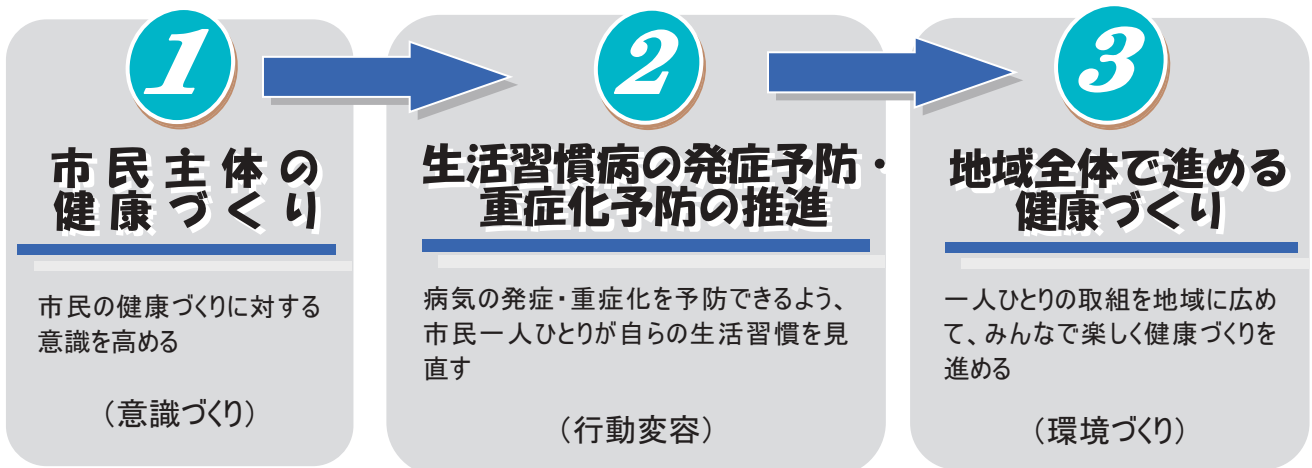 1
市民主体の
健康づくり
市民の健康づくりに対する
意識を高める
（意識づくり）
2
生活習慣病の発症予防・
重症化予防の推進
病気の発症・重症化を予防できるよう、
市民一人ひとりが自らの生活習慣を見
直す
（行動変容）
3
地域全体で進める
健康づくり
一人ひとりの取組を地域に広め
て、みんなで楽しく健康づくりを
進める
（環境づくり）